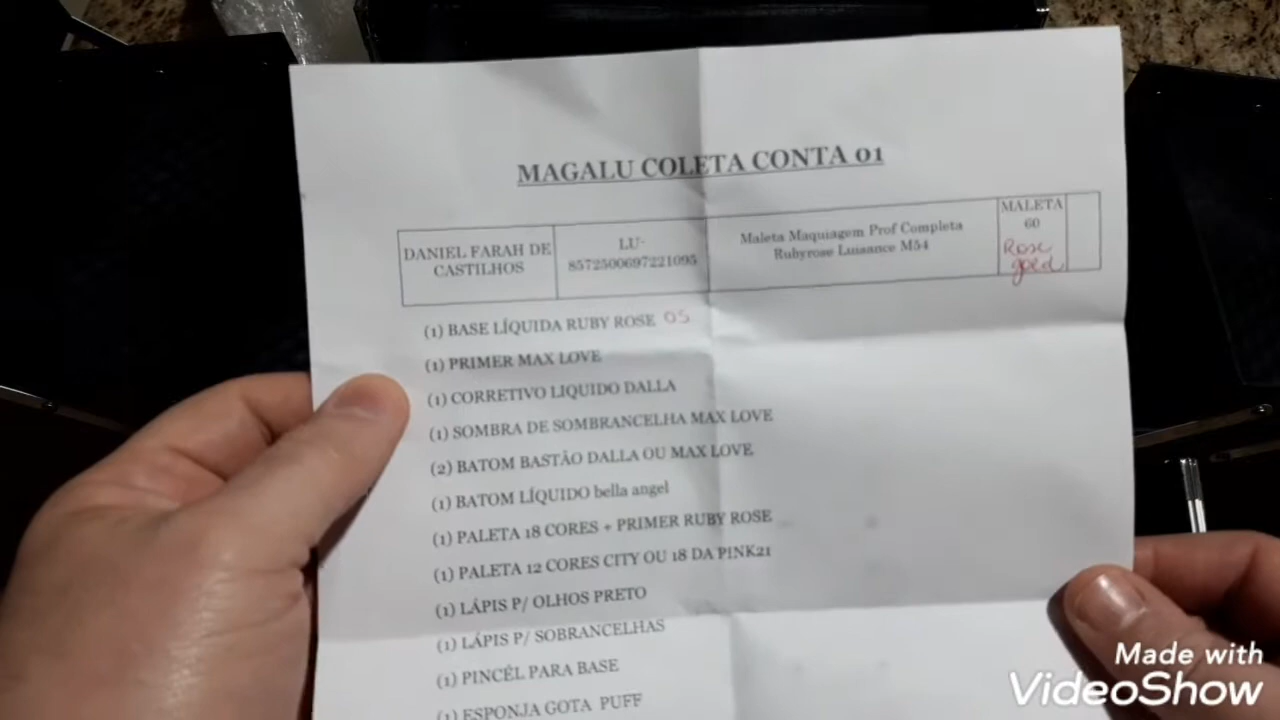 MAGALU COLETA CONTA 01
DANIEL FARAH DE
CASTILHOS
LU-
8572500697221095
Maleta Maquiagem Prof Completa
Rubyrose Luisance M54
MALETA
60
Rose
gold
(1) BASE LÍQUIDA RUBY ROSE 05
(1) PRIMER MAX LOVE
(1) CORRETIVO LIQUIDO DALLA
(1) SOMBRA DE SOMBRANCELHA MAX LOVE
(2) BATOM BASTÃO DALLA OU MAX LOVE
(1) BATOM LÍQUIDO bella angel
(1) PALETA 18 CORES + PRIMER RUBY ROSE
(1) PALETA 12 CORES CITY OU 18 DA PINK21
(1) LÁPIS P/ OLHOS PRETO
(1) LÁPIS P/ SOBRANCELHAS
(1) PINCÉL PARA BASE
(1) ESPONJA GOTA PUFF
Made with
VideoShow